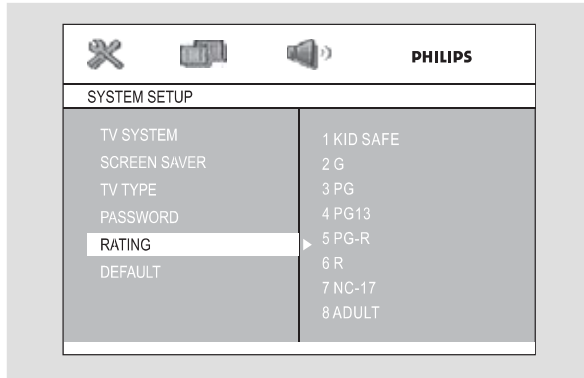 PHILIPS
SYSTEM SETUP
TV SYSTEM
SCREEN SAVER
TV TYPE
PASSWORD
RATING
DEFAULT
1 KID SAFE
2 G
3 PG
4 PG13
5 PG-R
6 R
7 NC-17
8 ADULT